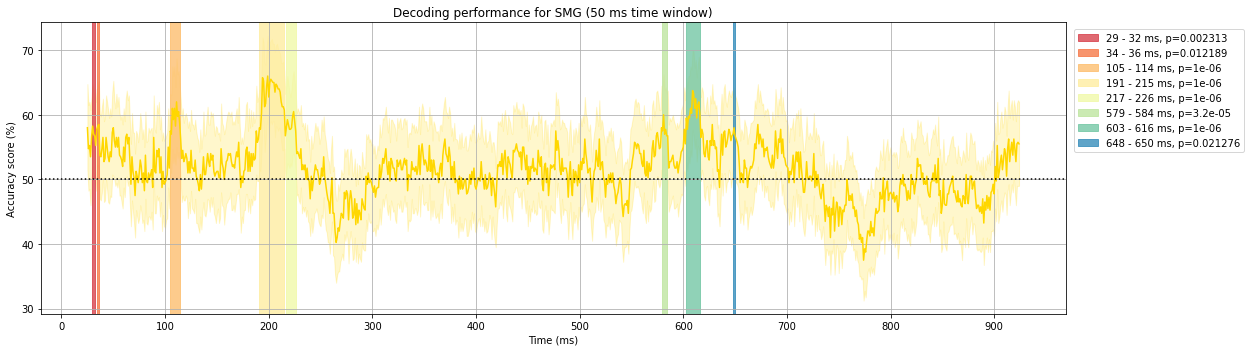 Decoding performance for SMG (50 ms time window)
Accuracy score (%)
70
60
50
40
30
0 100 200 300 400 500 600 700 800 900
Time (ms)
29 - 32 ms, p=0.002313
34 - 36 ms, p=0.012189
105 - 114 ms, p=1e-06
191 - 215 ms, p=1e-06
217 - 226 ms, p=1e-06
579 - 584 ms, p=3.2e-05
603 - 616 ms, p=1e-06
648 - 650 ms, p=0.021276